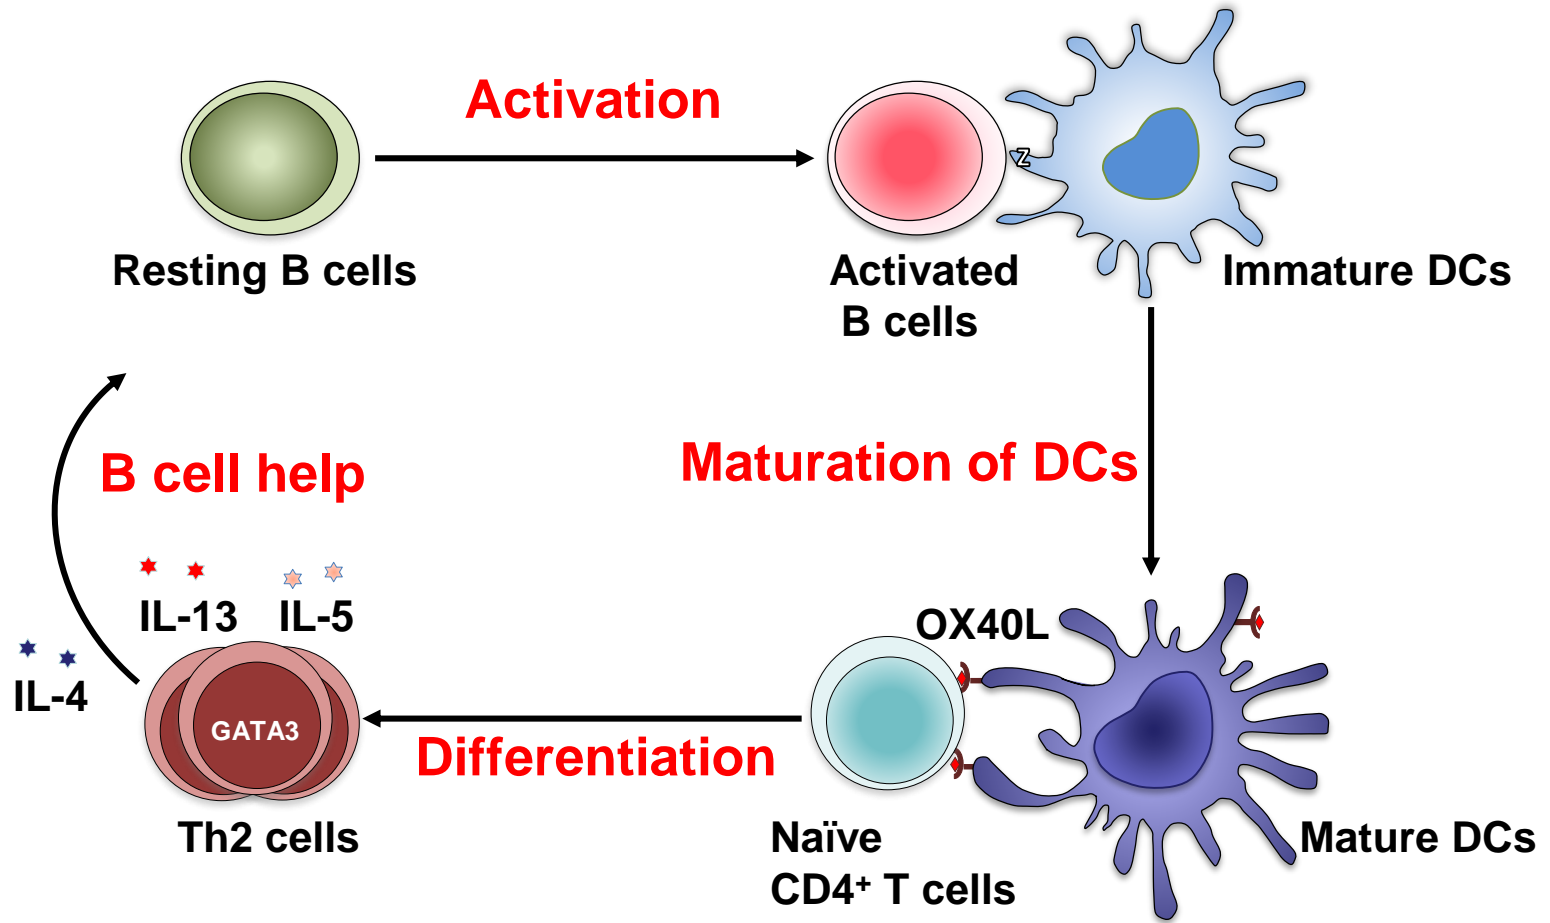 Activation
Z
Resting B cells
Activated
B cells
Immature DCs
B cell help
Maturation of DCs
IL-13
IL-5
OX40L
IL-4
GATA3
Differentiation
Th2 cells
Naïve
CD4⁺ T cells
Mature DCs